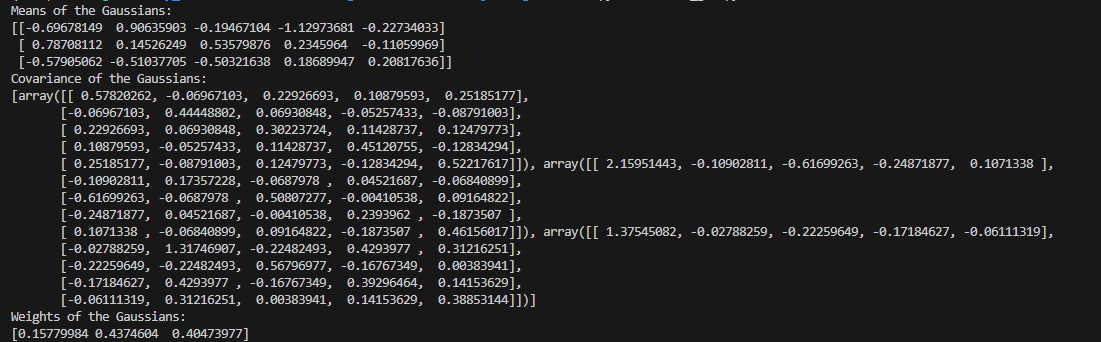 Means of the Gaussians:
[[-0.69678149  0.90635903 -0.19467104 -1.12973681 -0.22734033]
 [ 0.78708112  0.14526249  0.53579876  0.2345964  -0.11059969]
 [-0.57905062 -0.51037705 -0.50321638  0.18689947  0.20817636]]
Covariance of the Gaussians:
[array([[ 0.57820262, -0.06967103,  0.22926693,  0.10879593,  0.25185177],
       [-0.06967103,  0.44448802,  0.06930848, -0.05257433, -0.08791003],
       [ 0.22926693,  0.06930848,  0.30223724,  0.11428737,  0.12479773],
       [ 0.10879593, -0.05257433,  0.11428737,  0.45120755, -0.12834294],
       [ 0.25185177, -0.08791003,  0.12479773, -0.12834294,  0.52217617]]), array([[ 2.15951443, -0.10902811, -0.61699263, -0.24871877,  0.1071338 ],
       [-0.10902811,  0.17357228, -0.0687978 ,  0.04521687, -0.06840899],
       [-0.61699263, -0.0687978 ,  0.50807277, -0.00410538,  0.09164822],
       [-0.24871877,  0.04521687, -0.00410538,  0.2393962 , -0.1873507 ],
       [ 0.1071338 , -0.06840899,  0.09164822, -0.1873507 ,  0.46156017]]), array([[ 1.37545082, -0.02788259, -0.22259649, -0.17184627, -0.06111319],
       [-0.02788259,  1.31746907, -0.22482493,  0.4293977 ,  0.31216251],
       [-0.22259649, -0.22482493,  0.56796977, -0.16767349,  0.00383941],
       [-0.17184627,  0.4293977 , -0.16767349,  0.39296464,  0.14153629],
       [-0.06111319,  0.31216251,  0.00383941,  0.14153629,  0.38853144]])]
Weights of the Gaussians:
[0.15779984 0.4374604  0.40473977]